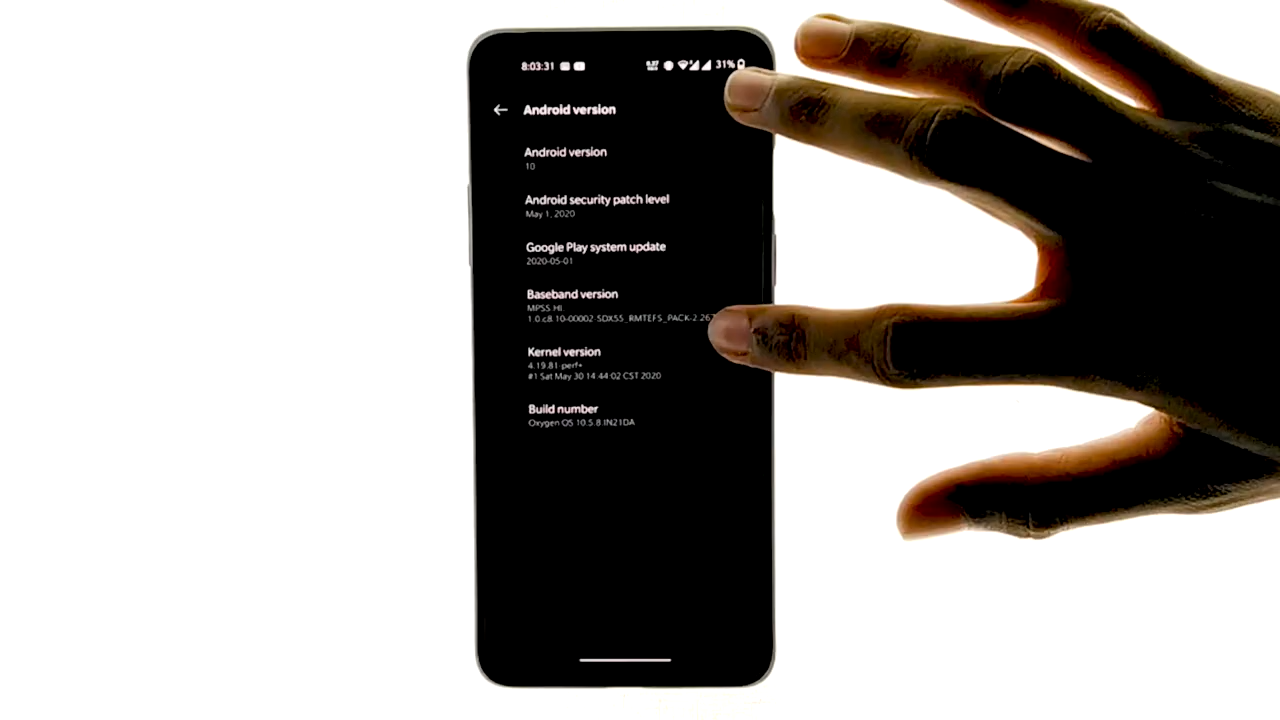 8:03:31 31%
Android version
Android version
10
Android security patch level
May 1, 2020
Google Play system update
2020-05-01
Baseband version
MPSS.HI.
1.0.c8.10-00002-SDX55_RMTEFS_PACK-2.267
Kernel version
4.19.81-perf+
#1 Sat May 30 14:44:02 CST 2020
Build number
Oxygen OS 10.5.8.IN21DA